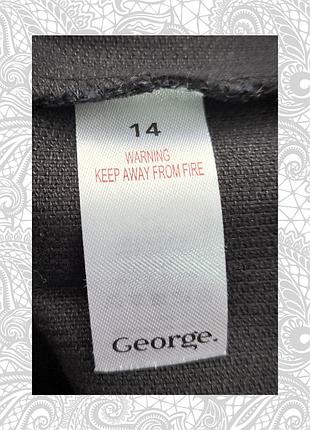 14
WARNING
KEEP AWAY FROM FIRE
George.